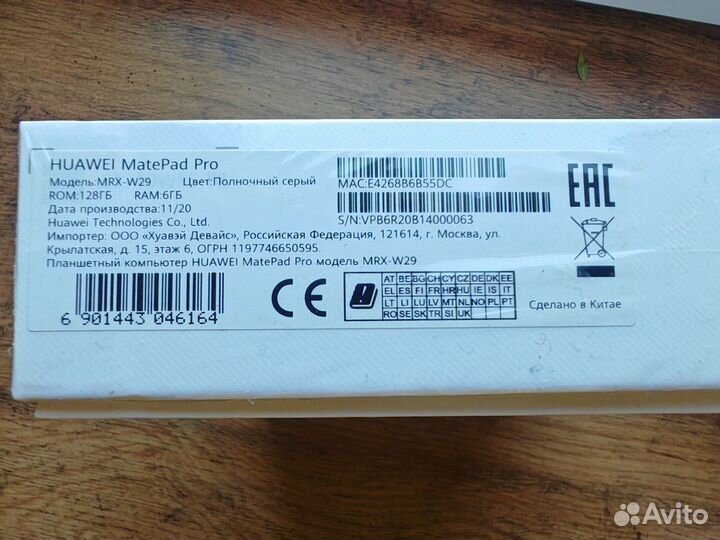 HUAWEI MatePad Pro
Модель:MRX-W29 Цвет:Полночный серый
ROM:128ГБ RAM:6ГБ
Дата производства:11/20
Huawei Technologies Co., Ltd.
MAC:E4268B6B55DC
S/N:VPB6R20B14000063
EAC
Импортер: ООО «Хуавэй Девайс», Российская Федерация, 121614, г. Москва, ул.
Крылатская, д. 15, этаж 6, ОГРН 1197746650595.
Планшетный компьютер HUAWEI MatePad Pro модель MRX-W29
6 901443 046164
CE
AT BE BG CH CY CZ DE DK EE
EL ES FI FR HR HU IE IS IT
LT LI LU LV MT NL NO PL PT
RO SE SK TR SI UK
Сделано в Китае
Avito